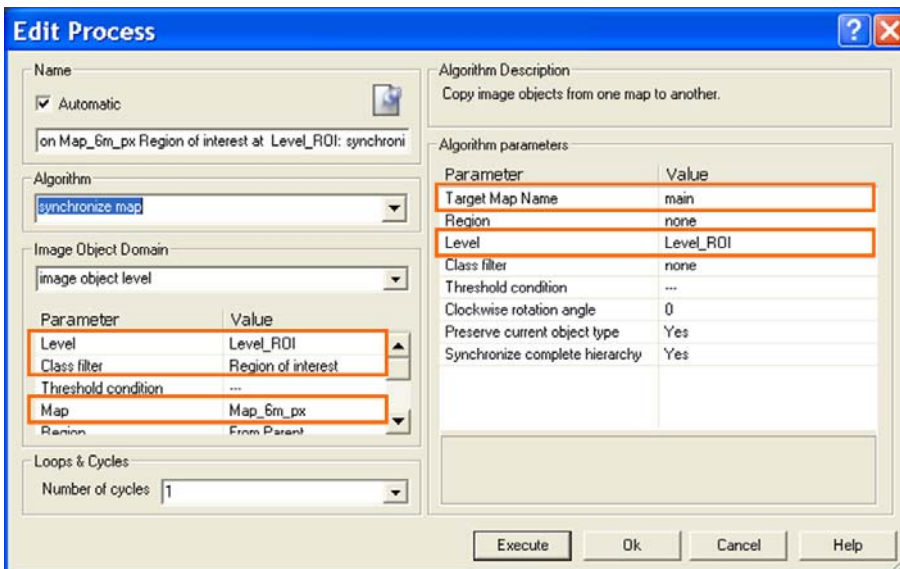 Edit Process
Name
Automatic
on Map_6m_px Region of interest at Level_ROI: synchroni
Algorithm
synchronize map
Image Object Domain
image object level
Parameter Value
Level Level_ROI
Class filter Region of interest
Threshold condition ---
Map Map_6m_px
Region From Parent
Loops & Cycles
Number of cycles 1
Algorithm Description
Copy image objects from one map to another.
Algorithm parameters
Parameter Value
Target Map Name main
Region none
Level Level_ROI
Class filter none
Threshold condition ---
Clockwise rotation angle 0
Preserve current object type Yes
Synchronize complete hierarchy Yes
Execute Ok Cancel Help